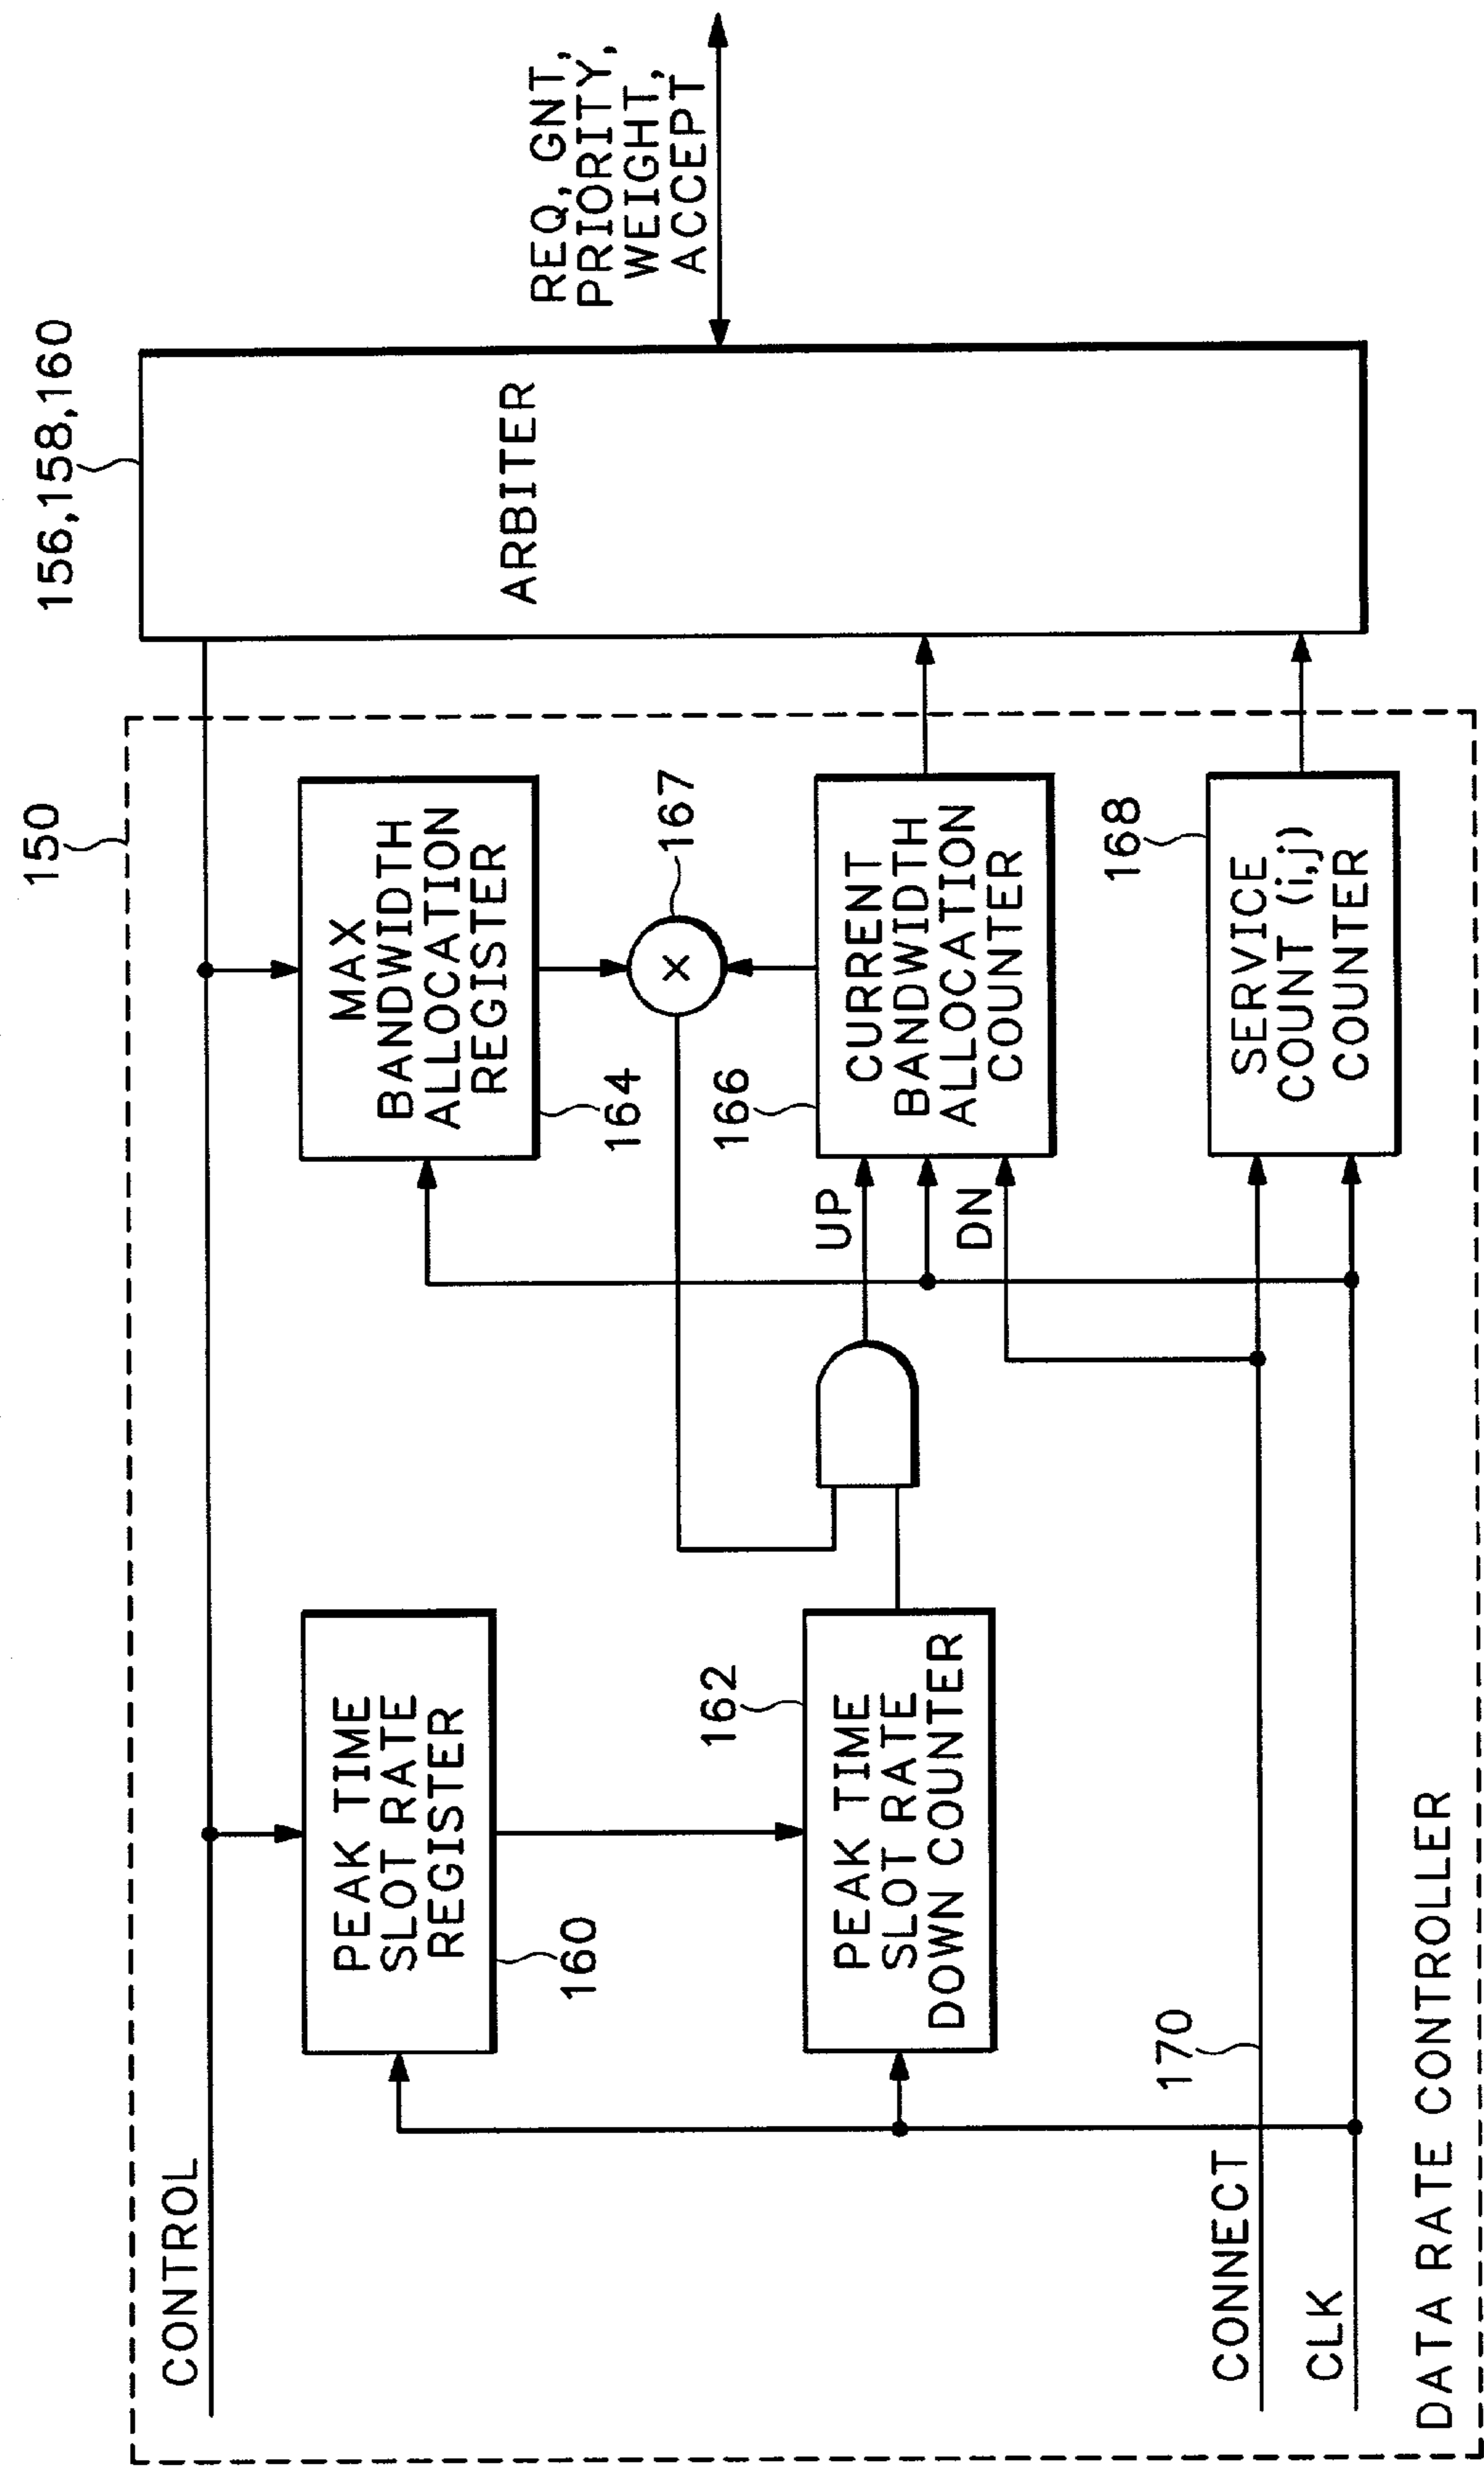 150
156,158,160
CONTROL
PEAK TIME
SLOT RATE
REGISTER
160
MAX
BANDWIDTH
ALLOCATION
REGISTER
164
167
×
ARBITER
REQ, GNT,
PRIORITY,
WEIGHT,
ACCEPT
162
PEAK TIME
SLOT RATE
DOWN COUNTER
166
UP
DN
CURRENT
BANDWIDTH
ALLOCATION
COUNTER
168
SERVICE
COUNT (i,j)
COUNTER
170
CONNECT
CLK
DATA RATE CONTROLLER